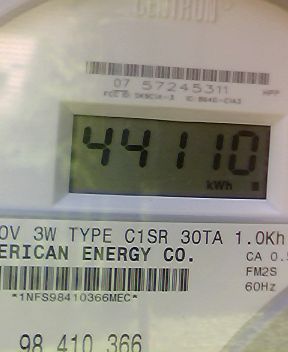 CENTRON
07 57245311
44110
kWh
0V 3W TYPE C1SR 30TA 1.0Kh
ERICAN ENERGY CO.
CA 0.5
FM2S
60Hz
*1NFS98410366MEC*
98 410 366